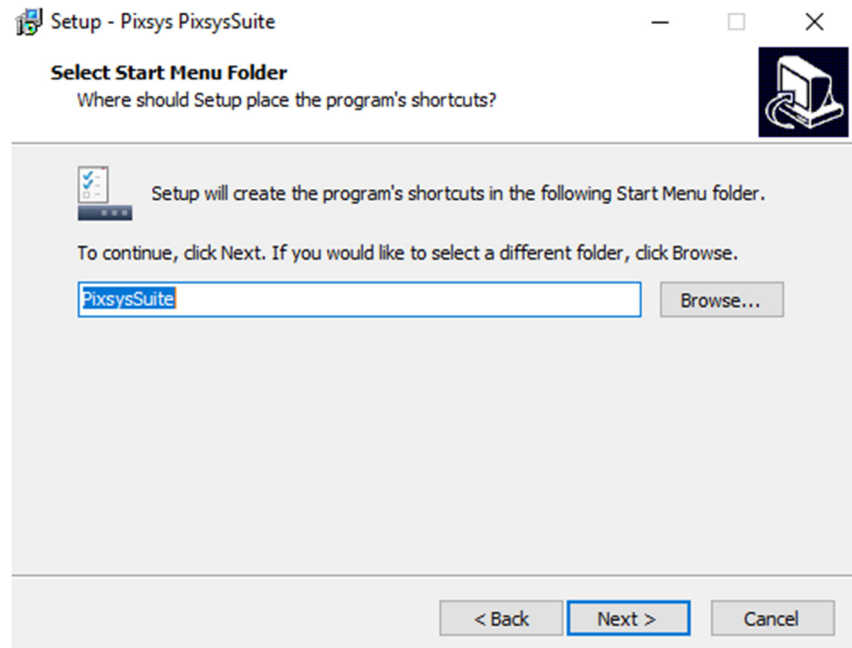 Setup - Pixsys PixsysSuite
Select Start Menu Folder
Where should Setup place the program's shortcuts?
Setup will create the program's shortcuts in the following Start Menu folder.
To continue, click Next. If you would like to select a different folder, click Browse.
PixsysSuite
Browse...
< Back
Next >
Cancel